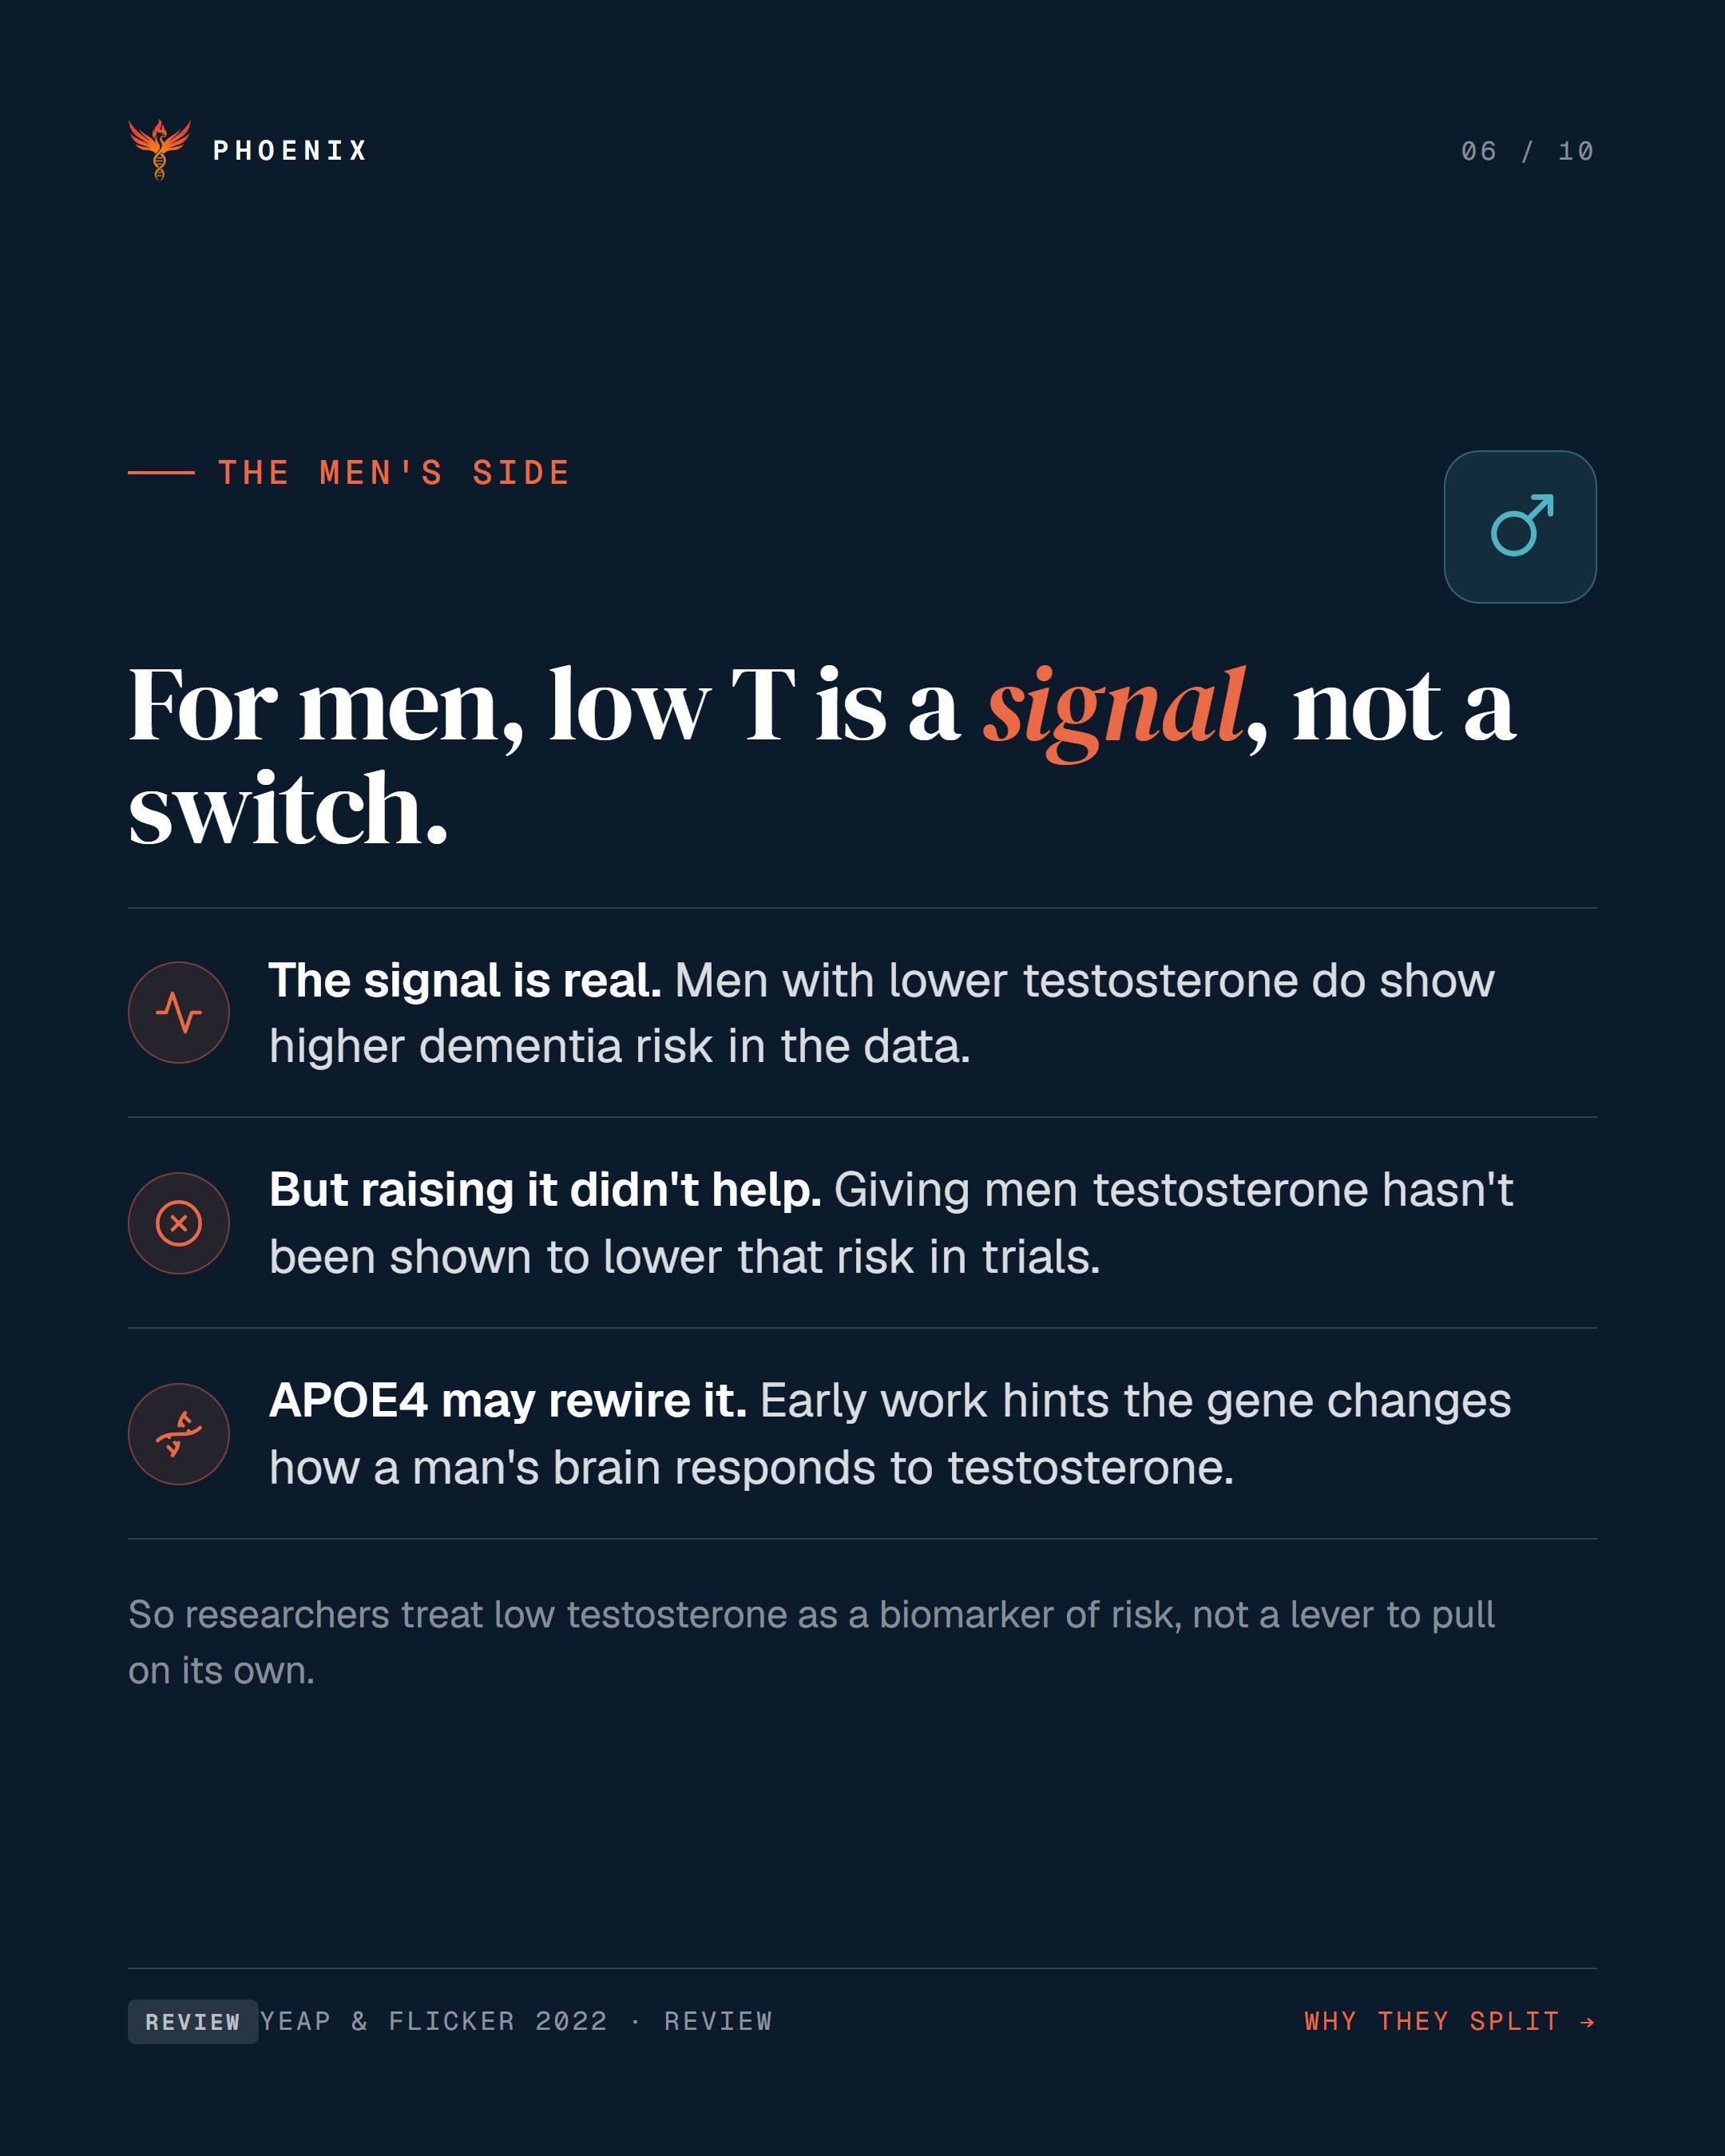 PHOENIX
06 / 10
THE MEN'S SIDE
For men, low T is a signal, not a
switch.
The signal is real. Men with lower testosterone do show
higher dementia risk in the data.
But raising it didn't help. Giving men testosterone hasn't
been shown to lower that risk in trials.
APOE4 may rewire it. Early work hints the gene changes
how a man's brain responds to testosterone.
So researchers treat low testosterone as a biomarker of risk, not a lever to pull
on its own.
REVIEW YEAP & FLICKER 2022 · REVIEW
WHY THEY SPLIT →